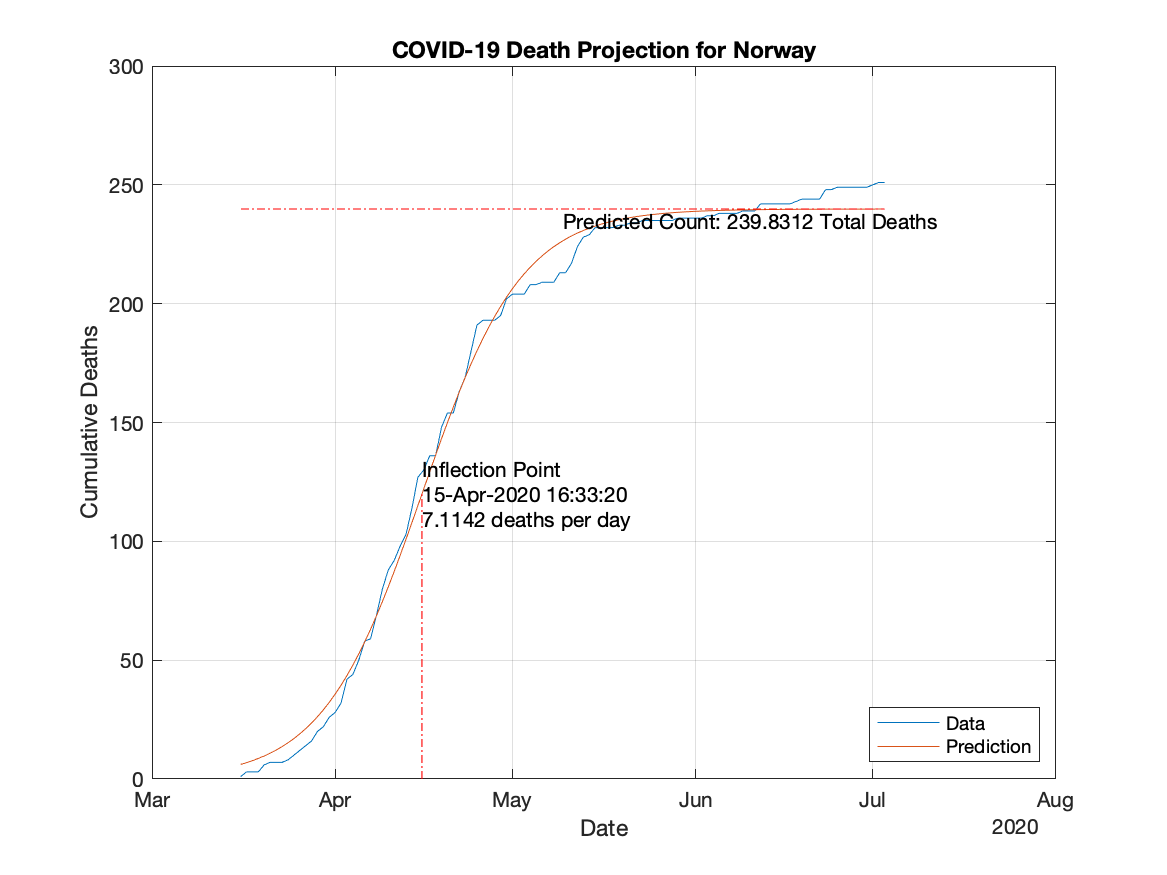 COVID-19 Death Projection for Norway
300
250
200
150
100
50
0
Cumulative Deaths
Predicted Count: 239.8312 Total Deaths
Inflection Point
15-Apr-2020 16:33:20
7.1142 deaths per day
Data
Prediction
Mar Apr May Jun Jul Aug
Date
2020